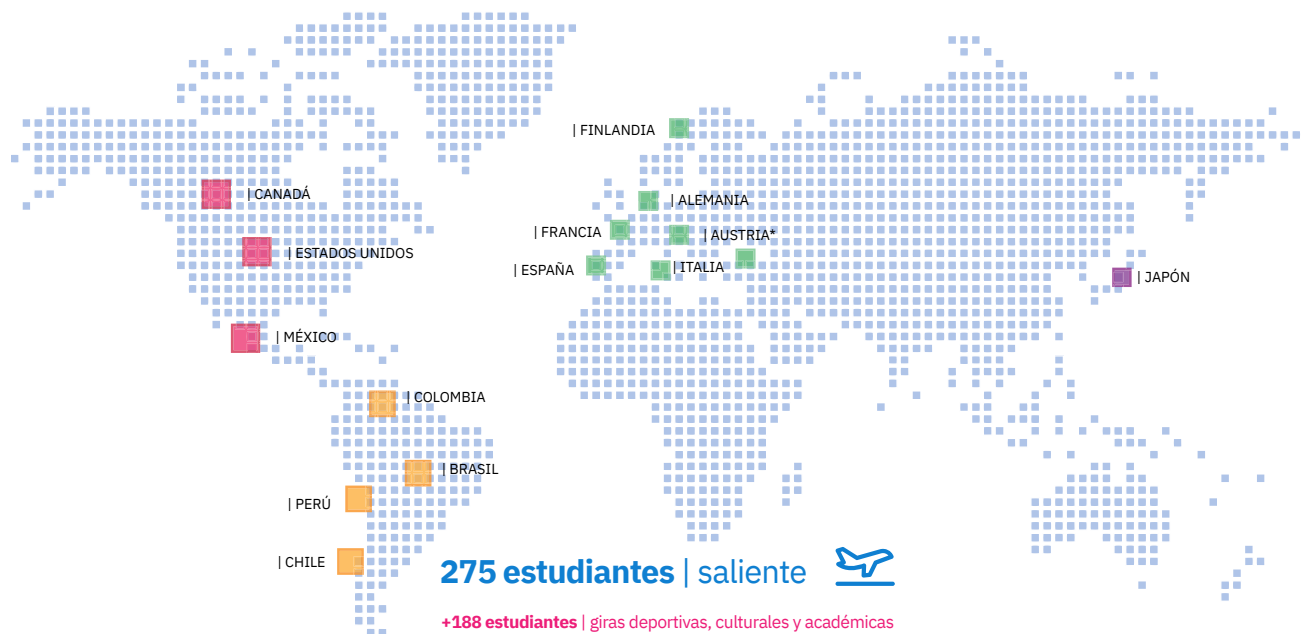 | FINLANDIA
| CANADÁ
| ALEMANIA
| FRANCIA
| AUSTRIA*
| ESTADOS UNIDOS
| ESPAÑA
| ITALIA
| JAPÓN
| MÉXICO
| COLOMBIA
| BRASIL
| PERÚ
| CHILE
275 estudiantes | saliente
+188 estudiantes | giras deportivas, culturales y académicas